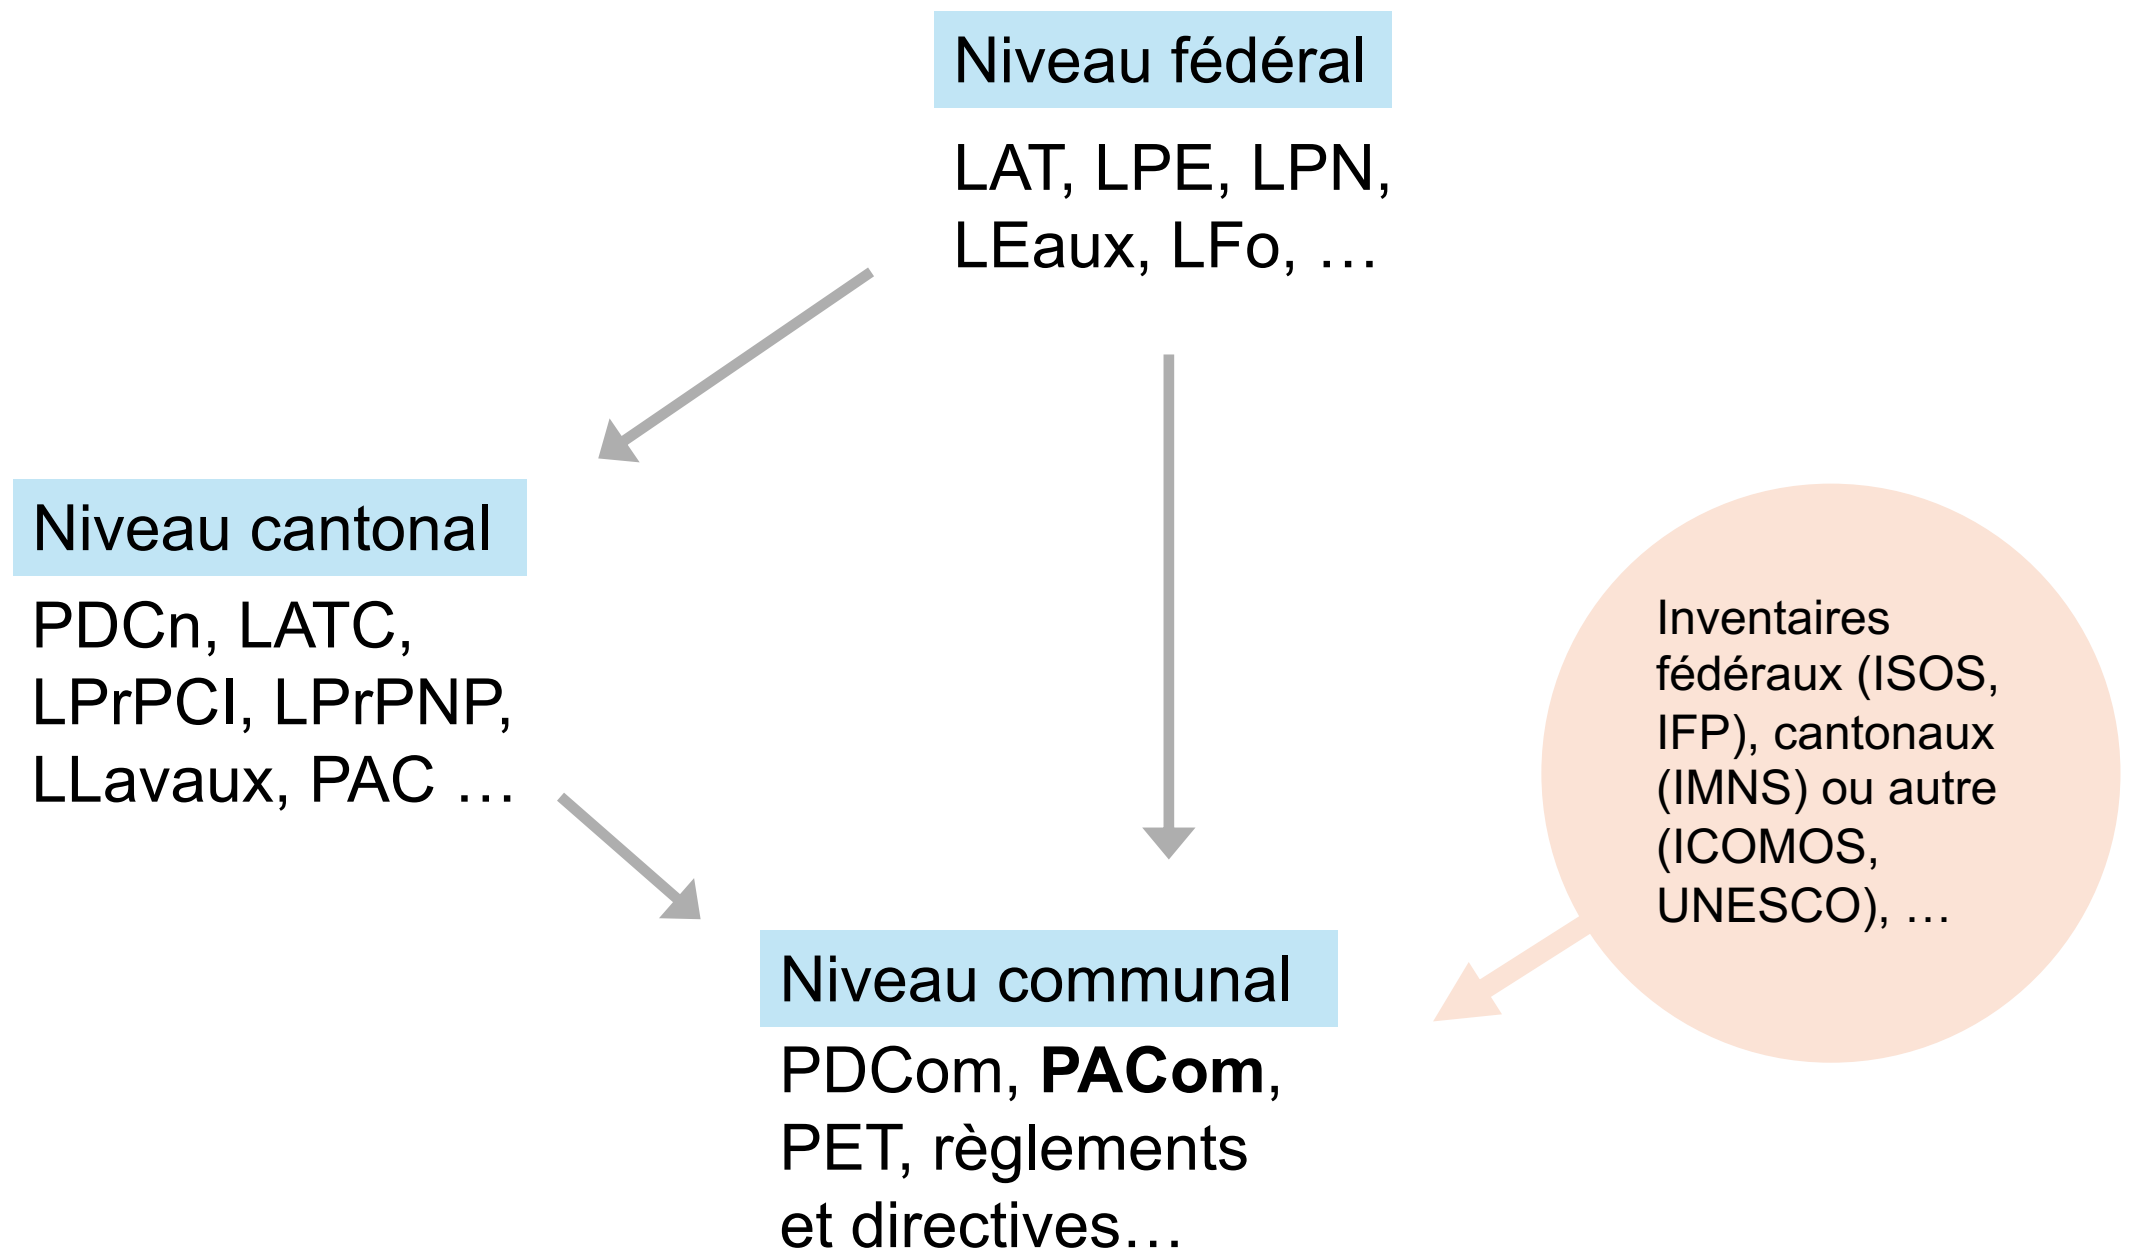 Niveau fédéral
LAT, LPE, LPN,
LEaux, LFo, …
Niveau cantonal
PDCn, LATC,
LPrPCI, LPrPNP,
LLavaux, PAC …
Inventaires
fédéraux (ISOS,
IFP), cantonaux
(IMNS) ou autre
(ICOMOS,
UNESCO), …
Niveau communal
PDCom, PACom,
PET, règlements
et directives…